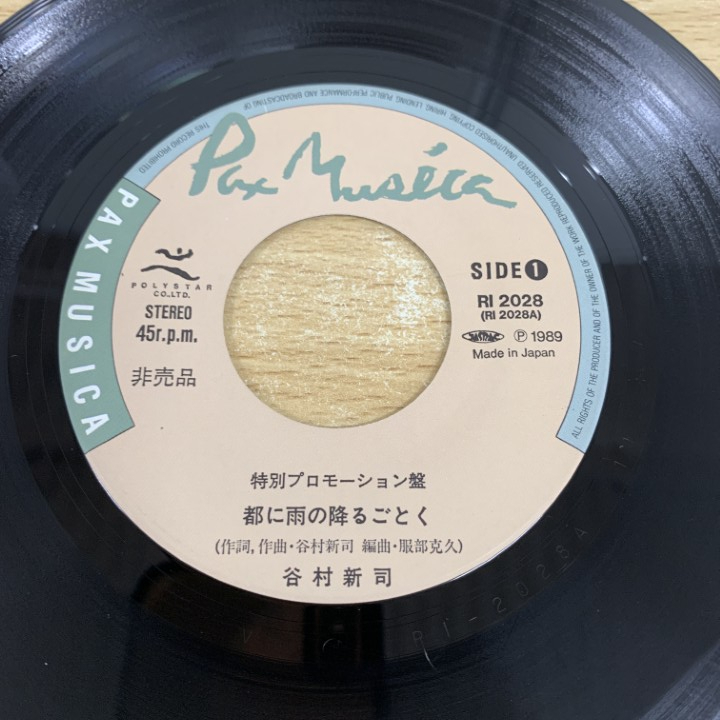 Pax Musica
PAX MUSICA
THIS RECORD PROHIBITED
UNAUTHORISED COPYING, HIRING, LENDING, PUBLIC PERFORMANCE AND BROADCASTING OF
ALL RIGHTS OF THE PRODUCER AND OF THE OWNER OF THE WORK REPRODUCED RESERVED
POLYSTAR
CO.,LTD.
STEREO
45r.p.m.
非売品
SIDE 1
RI 2028
(RI 2028A)
JASRAC ℗ 1989
Made in Japan
特別プロモーション盤
都に雨の降るごとく
(作詞,作曲・谷村新司 編曲・服部克久)
谷村新司